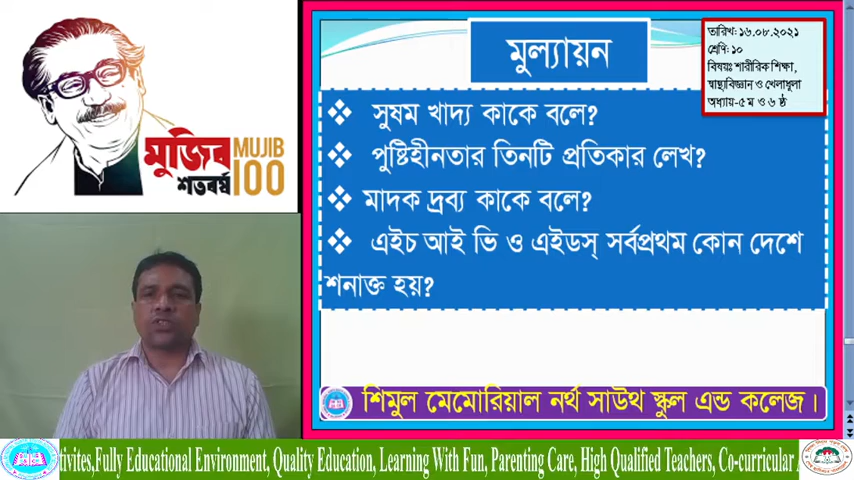 মুজিব
শতবর্ষ
MUJIB
100
মুল্যায়ন
তারিখ: ১৬.০৮.২০২১
শ্রেণি: ১০
বিষয়ঃ শারীরিক শিক্ষা,
স্বাস্থ্যবিজ্ঞান ও খেলাধুলা
অধ্যায়-৫ ম ও ৬ ষ্ঠ
❖ সুষম খাদ্য কাকে বলে?
❖ পুষ্টিহীনতার তিনটি প্রতিকার লেখ?
❖ মাদক দ্রব্য কাকে বলে?
❖ এইচ আই ভি ও এইডস্ সর্বপ্রথম কোন দেশে
শনাক্ত হয়?
শিমুল মেমোরিয়াল নর্থ সাউথ স্কুল এন্ড কলেজ।
tivites,Fully Educational Environment, Quality Education, Learning With Fun, Parenting Care, High Qualified Teachers, Co-curricular A